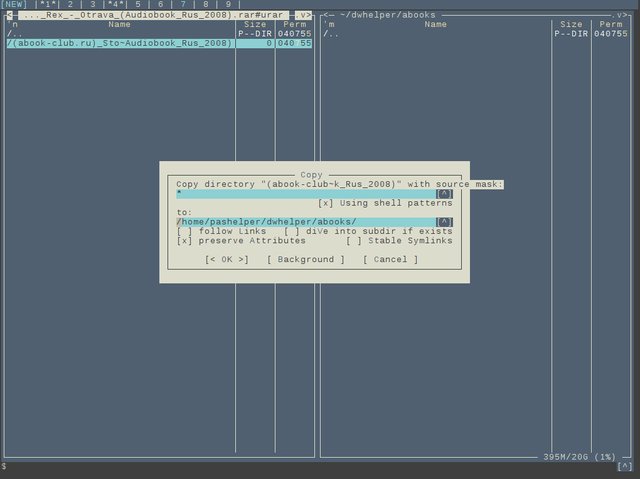 [NEW] |*1*| 2 | 3 |*4*| 5 | 6 | 7 | 8 | 9 |
<─ ..._Rex_-_Otrava_(Audiobook_Rus_2008).rar#urar .v>
'n Name Size Perm
/.. P--DIR 040755
/(abook-club.ru)_Sto~Audiobook_Rus_2008) 0 040755
<─ ~/dwhelper/abooks .v>
'm Name Size Perm
/.. P--DIR 040755
Copy
Copy directory "(abook-club~k_Rus_2008)" with source mask:
* [^]
[x] Using shell patterns
to:
/home/pashelper/dwhelper/abooks/ [^]
[ ] follow Links [ ] diVe into subdir if exists
[x] preserve Attributes [ ] Stable Symlinks
[< OK >] [ Background ] [ Cancel ]
395M/20G (1%)
$ [^]